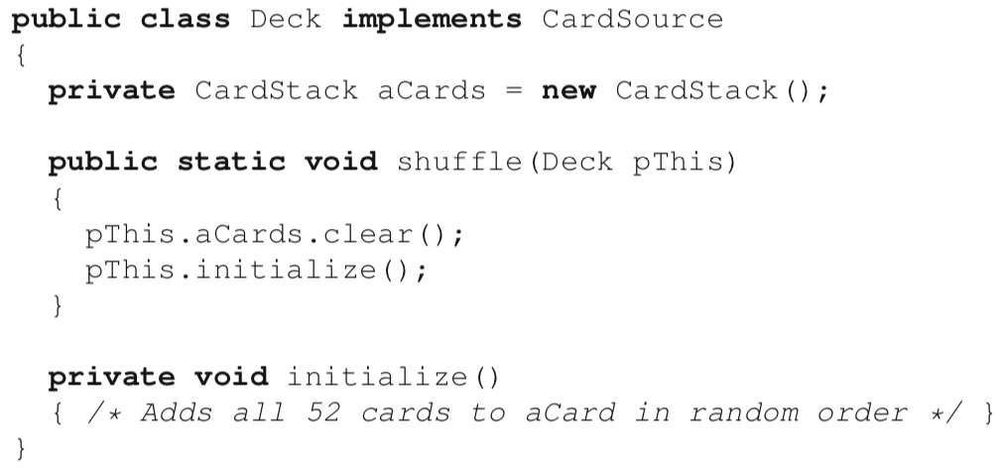 public class Deck implements CardSource
{
  private CardStack aCards = new CardStack();

  public static void shuffle(Deck pThis)
  {
    pThis.aCards.clear();
    pThis.initialize();
  }

  private void initialize()
  { /* Adds all 52 cards to aCard in random order */ }
}